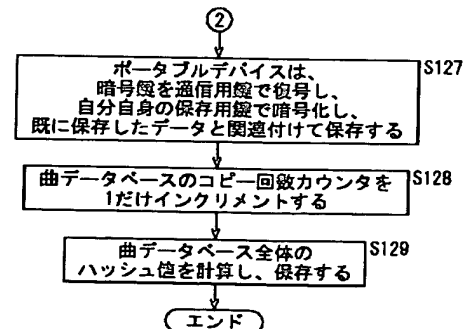 ②
ポータブルデバイスは、
暗号鍵を通信用鍵で復号し、
自分自身の保存用鍵で暗号化し、
既に保存したデータと関連付けて保存する
S127
曲データベースのコピー回数カウンタを
1だけインクリメントする
S128
曲データベース全体の
ハッシュ値を計算し、保存する
S129
エンド